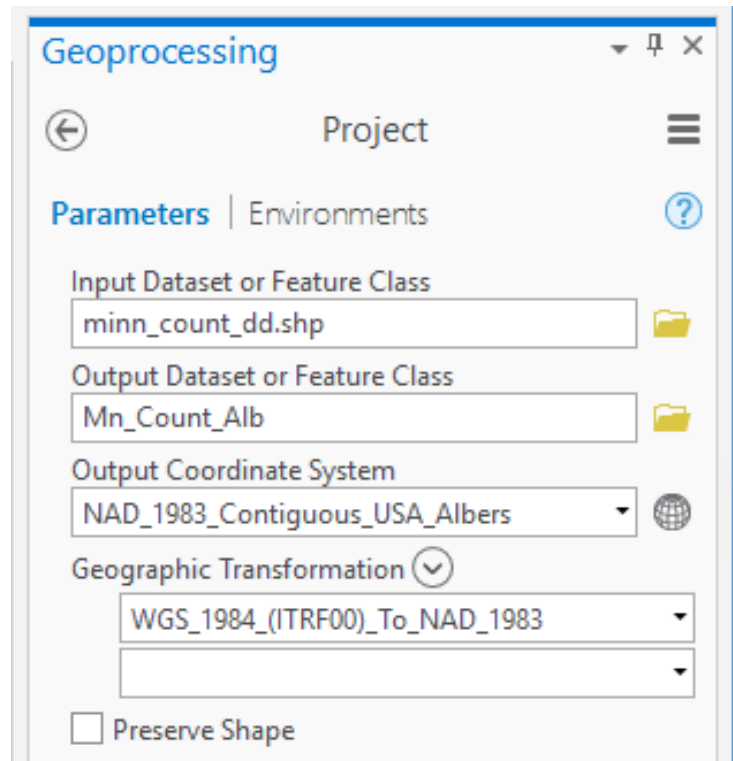 Geoprocessing
Project
Parameters | Environments
Input Dataset or Feature Class
minn_count_dd.shp
Output Dataset or Feature Class
Mn_Count_Alb
Output Coordinate System
NAD_1983_Contiguous_USA_Albers
Geographic Transformation
WGS_1984_(ITRF00)_To_NAD_1983
Preserve Shape